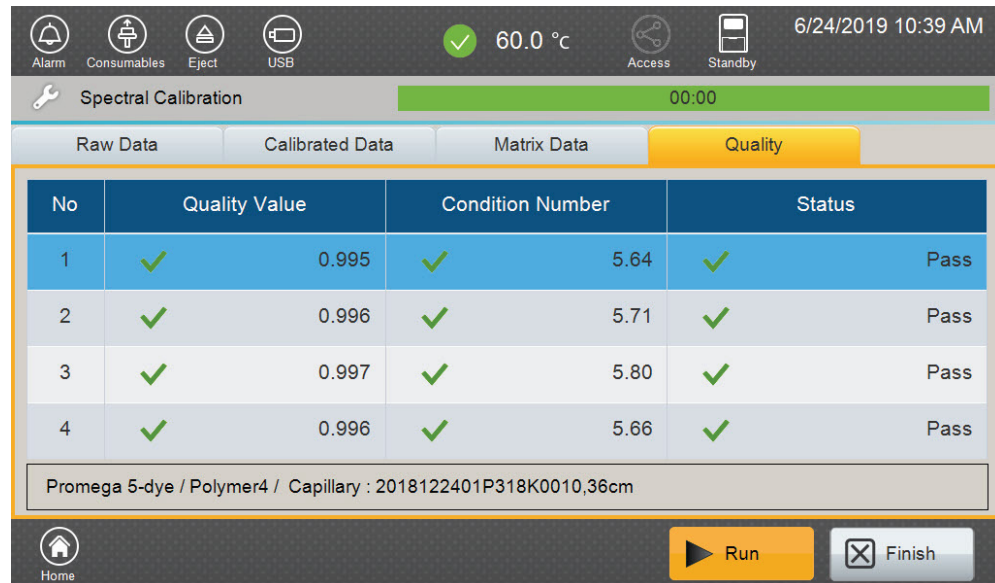 60.0 °c
6/24/2019 10:39 AM
Alarm Consumables Eject USB Access Standby
Spectral Calibration 00:00
Raw Data Calibrated Data Matrix Data Quality
No Quality Value Condition Number Status
1 0.995 5.64 Pass
2 0.996 5.71 Pass
3 0.997 5.80 Pass
4 0.996 5.66 Pass
Promega 5-dye / Polymer4 / Capillary : 2018122401P318K0010,36cm
Run Finish
Home